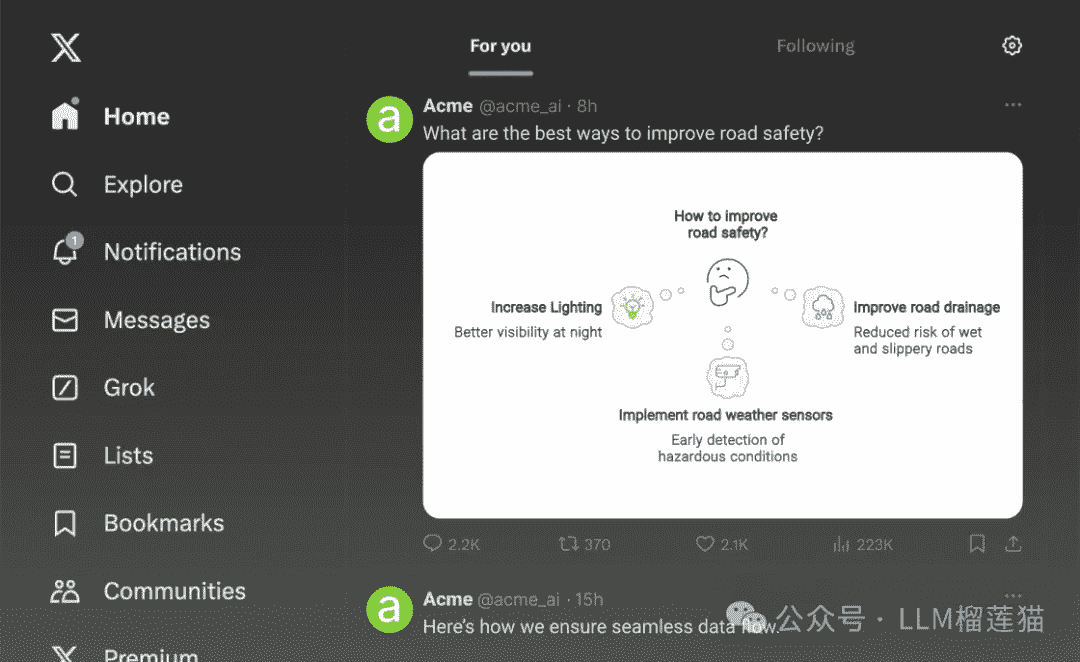 For you
Following
Home
Explore
1
Notifications
Messages
Grok
Lists
Bookmarks
Communities
Premium
a
Acme @acme_ai · 8h
What are the best ways to improve road safety?
How to improve
road safety?
Increase Lighting
Better visibility at night
Improve road drainage
Reduced risk of wet
and slippery roads
Implement road weather sensors
Early detection of
hazardous conditions
2.2K
370
2.1K
223K
a
Acme @acme_ai · 15h
Here's how we ensure seamless data flow.
公众号 · LLM榴莲猫